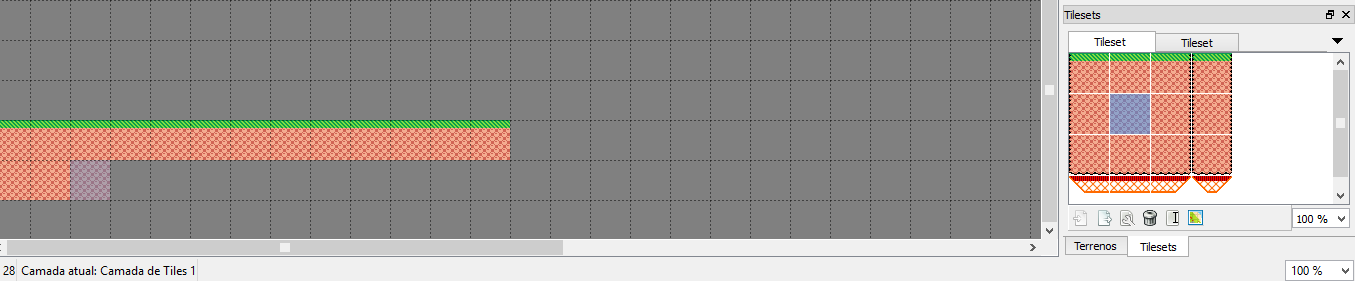 Tilesets
Tileset
Tileset
100 %
Terrenos
Tilesets
28
Camada atual: Camada de Tiles 1
100 %